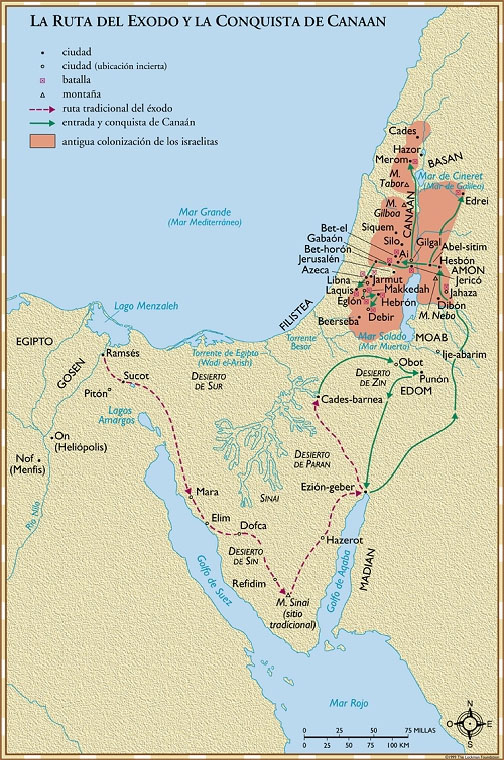 LA RUTA DEL EXODO Y LA CONQUISTA DE CANAAN
ciudad
ciudad (ubicación incierta)
batalla
montaña
ruta tradicional del éxodo
entrada y conquista de Canaán
antigua colonización de los israelitas
Cades
Hazor
Merom
BASAN
M.
Tabor
Mar de Cineret
(Mar de Galilea)
Edrei
Mar Grande
(Mar Mediterráneo)
M.
Gilboa
CANAAN
Siquem
Bet-el
Gabaón
Silo
Gilgal
Abel-sitim
Bet-horón
Ai
Hesbón
Jerusalén
AMON
Azeca
Jericó
Libna
Jarmut
Jahaza
Laquis
Makkedah
Eglón
Hebrón
Dibón
FILISTEA
Debir
M. Nebo
Beerseba
Lago Menzaleh
Mar Salado
(Mar Muerto)
MOAB
Torrente
Besor
EGIPTO
Ramsés
Torrente de Egipto
(Wadi el-Arish)
Ije-abarim
GOSEN
Sucot
DESIERTO
DE SUR
DESIERTO
DE ZIN
Obot
Punón
Pitón
EDOM
Cades-barnea
Lagos
Amargos
On
(Heliópolis)
Nof
(Menfis)
DESIERTO
DE PARAN
SINAI
Mara
Ezión-geber
Río Nilo
Elim
Dofca
DESIERTO
DE SIN
Hazerot
Golfo de Suez
Refidim
Golfo de Aqaba
MADIAN
M. Sinaí
(sitio
tradicional)
Mar Rojo
N
O
E
S
0 25 50 75 MILLAS
0 25 50 75 100 KM
©1999 The Lockman Foundation